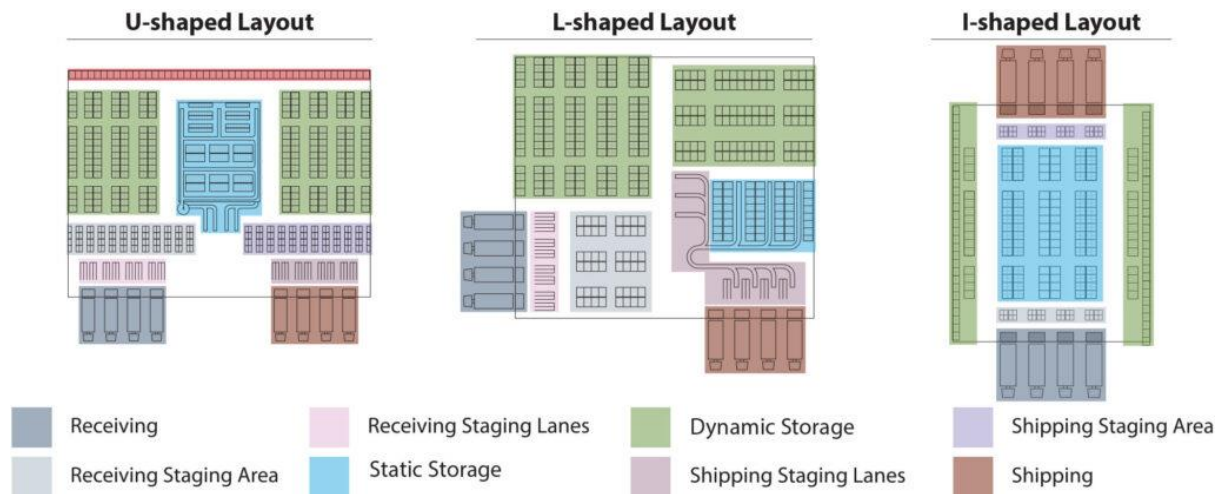 U-shaped Layout
L-shaped Layout
I-shaped Layout
Receiving
Receiving Staging Lanes
Dynamic Storage
Shipping Staging Area
Receiving Staging Area
Static Storage
Shipping Staging Lanes
Shipping